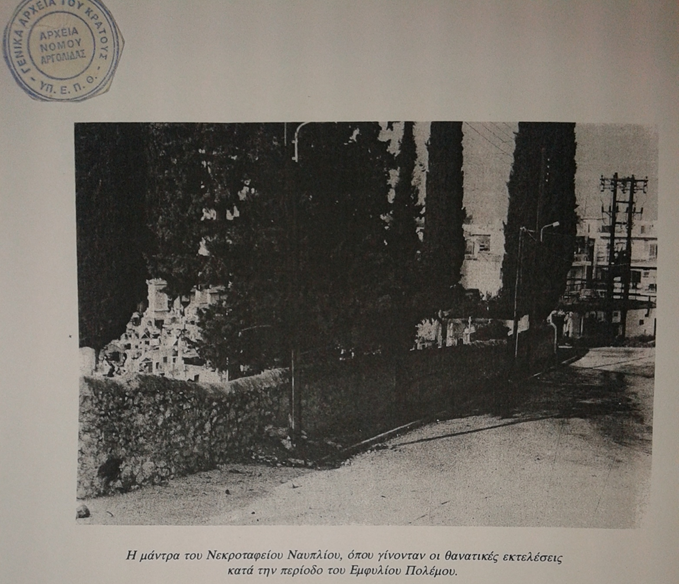 ΓΕΝΙΚΑ ΑΡΧΕΙΑ ΤΟΥ ΚΡΑΤΟΥΣ
ΑΡΧΕΙΑ
ΝΟΜΟΥ
ΑΡΓΟΛΙΔΑΣ
- ΥΠ. Ε. Π. Θ. -
Η μάντρα του Νεκροταφείου Ναυπλίου, όπου γίνονταν οι θανατικές εκτελέσεις
κατά την περίοδο του Εμφυλίου Πολέμου.